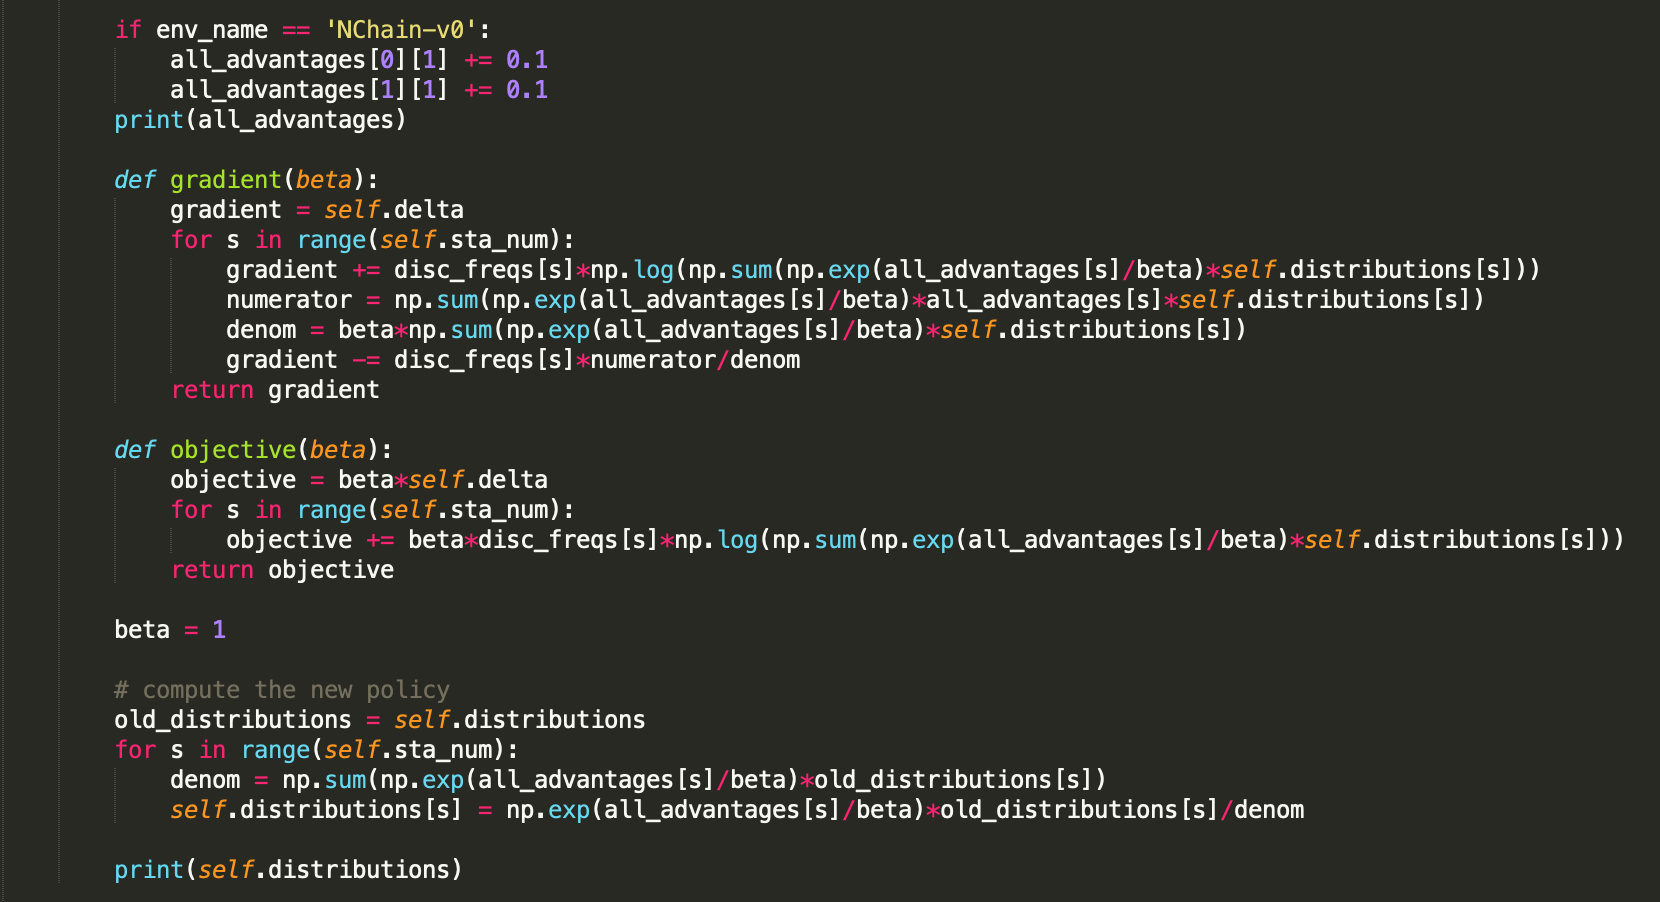 if env_name == 'NChain-v0':
    all_advantages[0][1] += 0.1
    all_advantages[1][1] += 0.1
print(all_advantages)

def gradient(beta):
    gradient = self.delta
    for s in range(self.sta_num):
        gradient += disc_freqs[s]*np.log(np.sum(np.exp(all_advantages[s]/beta)*self.distributions[s]))
        numerator = np.sum(np.exp(all_advantages[s]/beta)*all_advantages[s]*self.distributions[s])
        denom = beta*np.sum(np.exp(all_advantages[s]/beta)*self.distributions[s])
        gradient -= disc_freqs[s]*numerator/denom
    return gradient

def objective(beta):
    objective = beta*self.delta
    for s in range(self.sta_num):
        objective += beta*disc_freqs[s]*np.log(np.sum(np.exp(all_advantages[s]/beta)*self.distributions[s]))
    return objective

beta = 1

# compute the new policy
old_distributions = self.distributions
for s in range(self.sta_num):
    denom = np.sum(np.exp(all_advantages[s]/beta)*old_distributions[s])
    self.distributions[s] = np.exp(all_advantages[s]/beta)*old_distributions[s]/denom

print(self.distributions)